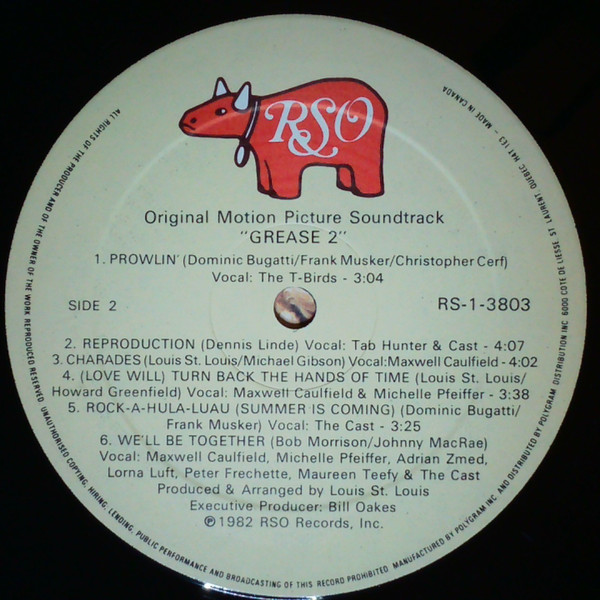 RSO
Original Motion Picture Soundtrack
"GREASE 2"
1. PROWLIN' (Dominic Bugatti/Frank Musker/Christopher Cerf)
Vocal: The T-Birds - 3:04
SIDE 2
RS-1-3803
2. REPRODUCTION (Dennis Linde) Vocal: Tab Hunter & Cast - 4:07
3. CHARADES (Louis St. Louis/Michael Gibson) Vocal: Maxwell Caulfield - 4:02
4. (LOVE WILL) TURN BACK THE HANDS OF TIME (Louis St. Louis/
Howard Greenfield) Vocal: Maxwell Caulfield & Michelle Pfeiffer - 3:38
5. ROCK-A-HULA-LUAU (SUMMER IS COMING) (Dominic Bugatti/
Frank Musker) Vocal: The Cast - 3:25
6. WE'LL BE TOGETHER (Bob Morrison/Johnny MacRae)
Vocal: Maxwell Caulfield, Michelle Pfeiffer, Adrian Zmed,
Lorna Luft, Peter Frechette, Maureen Teefy & The Cast
Produced & Arranged by Louis St. Louis
Executive Producer: Bill Oakes
℗1982 RSO Records, Inc.
ALL RIGHTS OF THE PRODUCER AND OF THE OWNER OF THE WORK REPRODUCED RESERVED. UNAUTHORISED COPYING, HIRING, LENDING, PUBLIC PERFORMANCE AND BROADCASTING OF THIS RECORD PROHIBITED. MANUFACTURED BY POLYGRAM INC. AND DISTRIBUTED BY POLYGRAM DISTRIBUTION INC 6000 COTE DE LIESSE, ST LAURENT, QUEBEC, H4T 1E3 - MADE IN CANADA